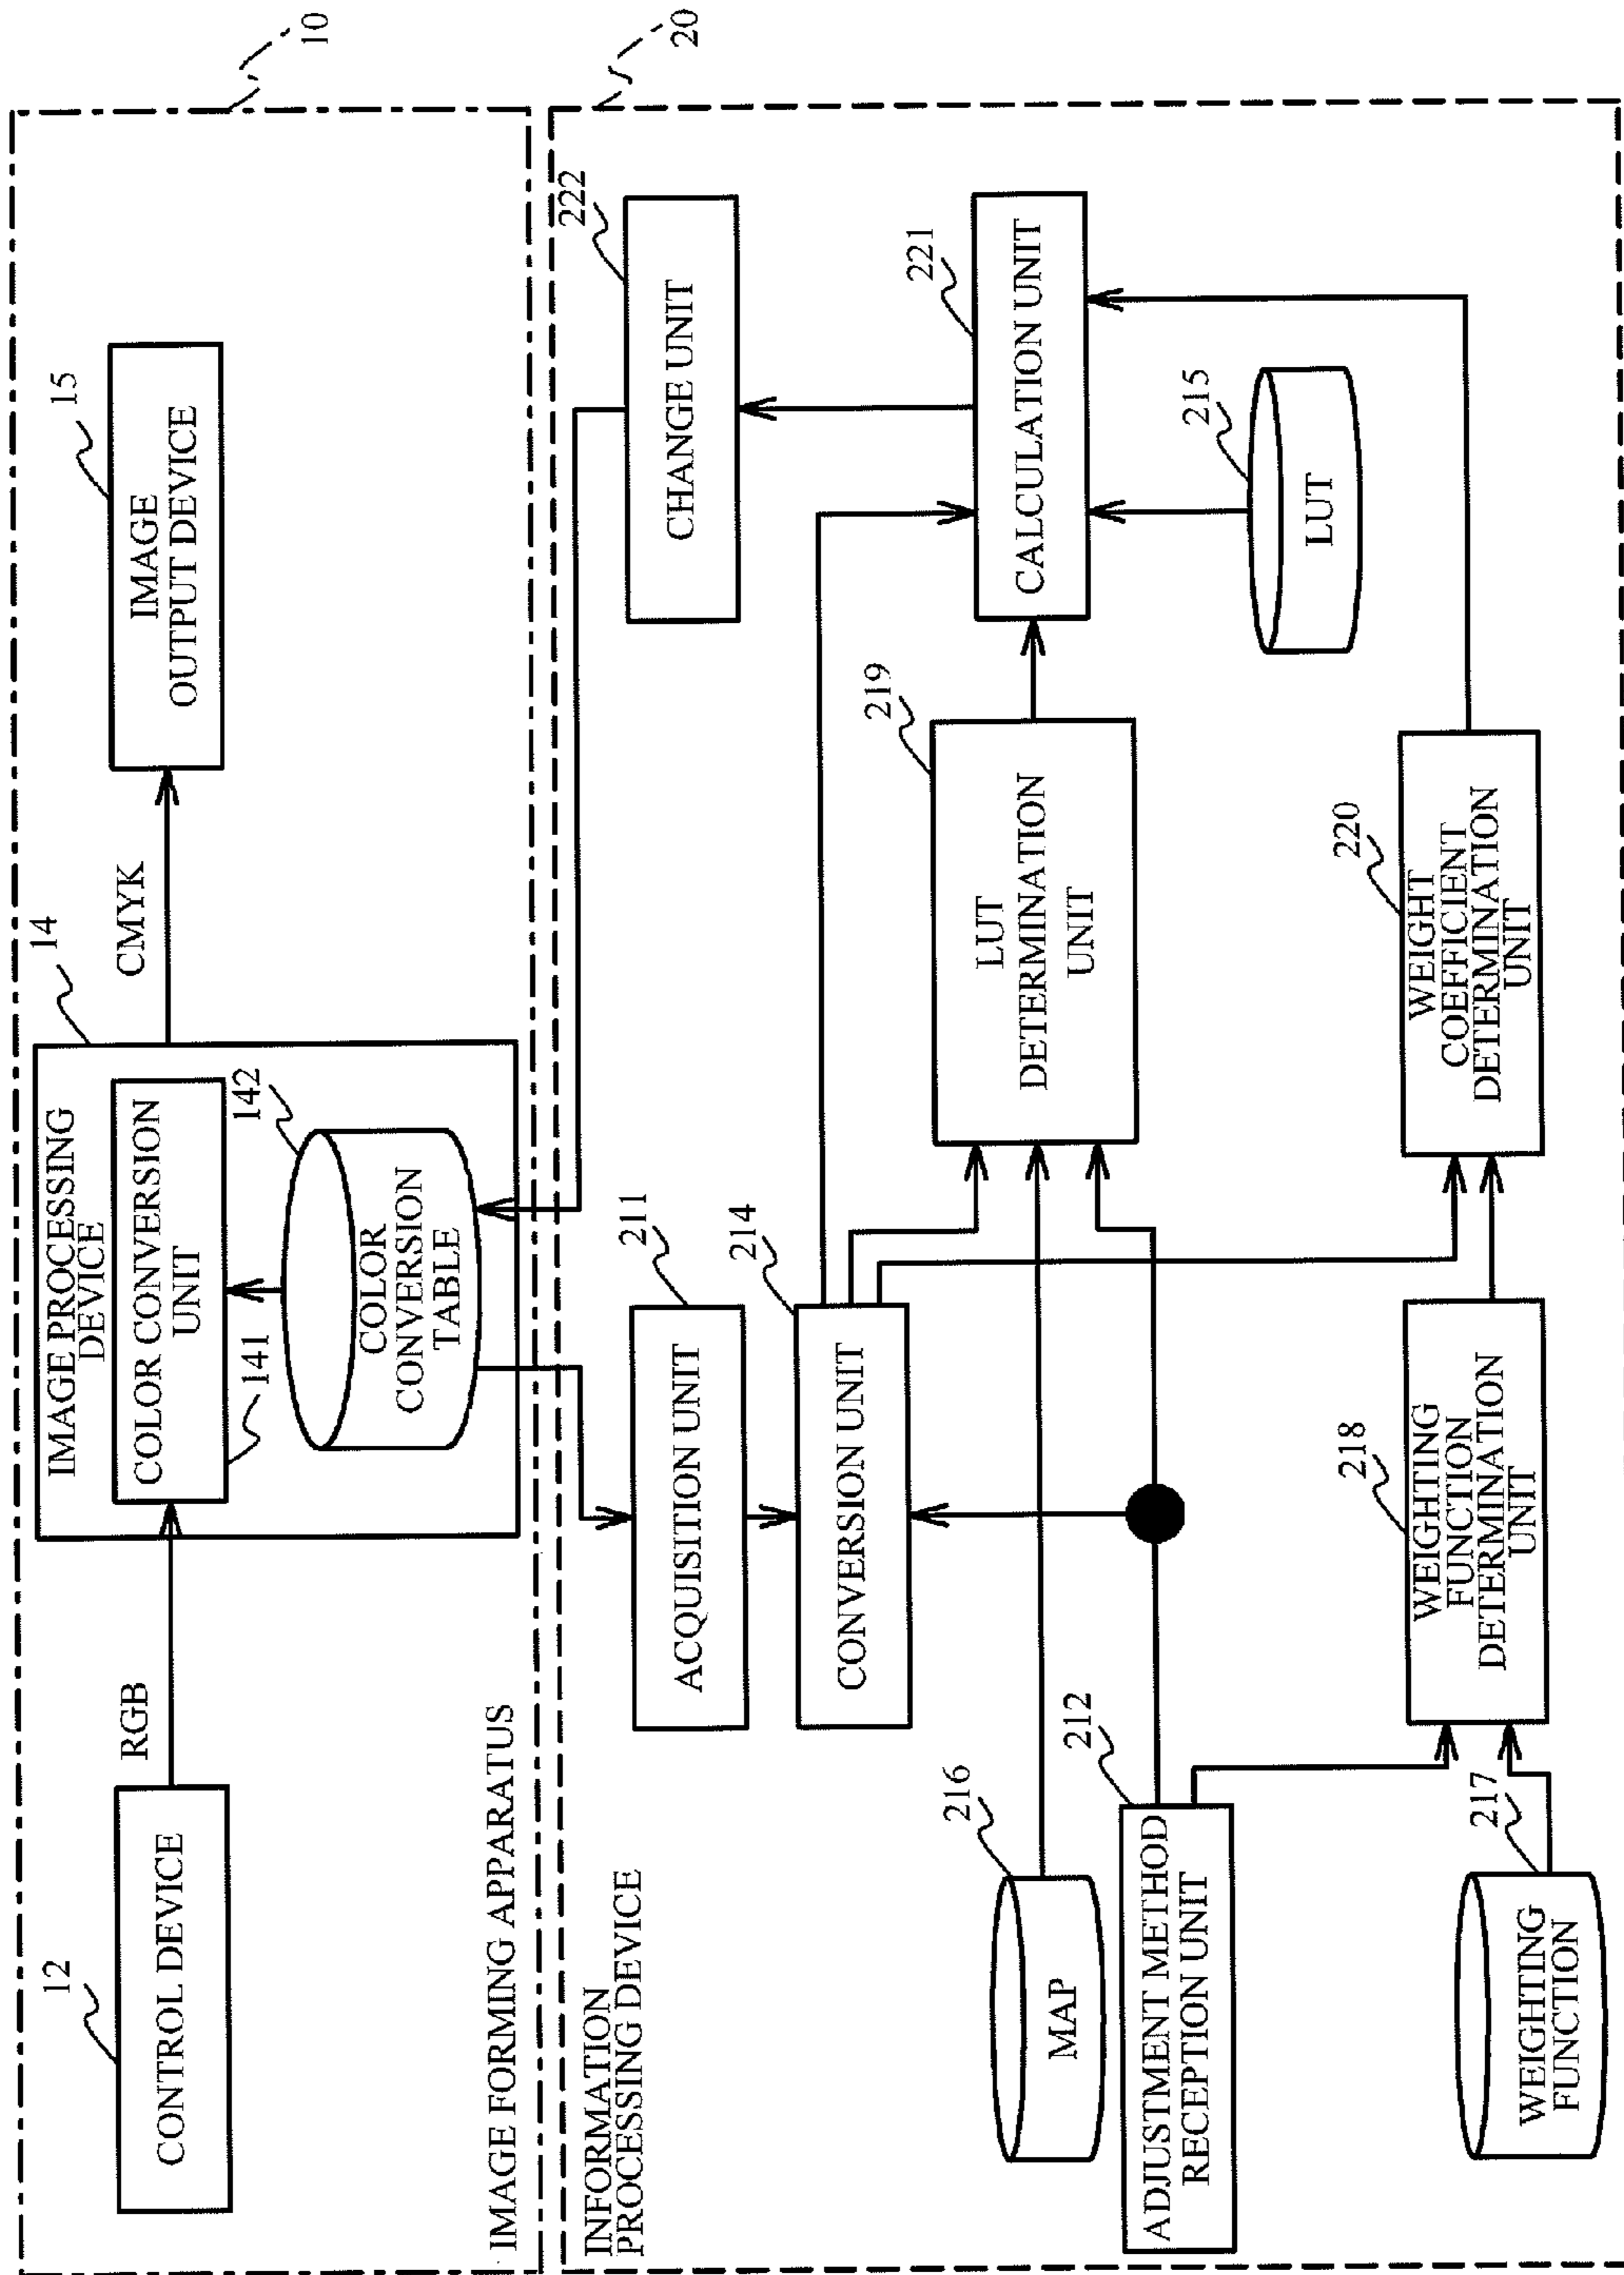 10
12
CONTROL DEVICE
RGB
IMAGE PROCESSING
DEVICE
14
COLOR CONVERSION
UNIT
141
142
COLOR
CONVERSION
TABLE
CMYK
15
IMAGE
OUTPUT DEVICE
IMAGE FORMING APPARATUS
20
INFORMATION
PROCESSING DEVICE
211
ACQUISITION UNIT
214
CONVERSION UNIT
222
CHANGE UNIT
221
CALCULATION UNIT
216
MAP
219
LUT
DETERMINATION
UNIT
215
LUT
212
ADJUSTMENT METHOD
RECEPTION UNIT
217
WEIGHTING
FUNCTION
218
WEIGHTING
FUNCTION
DETERMINATION
UNIT
220
WEIGHT
COEFFICIENT
DETERMINATION
UNIT